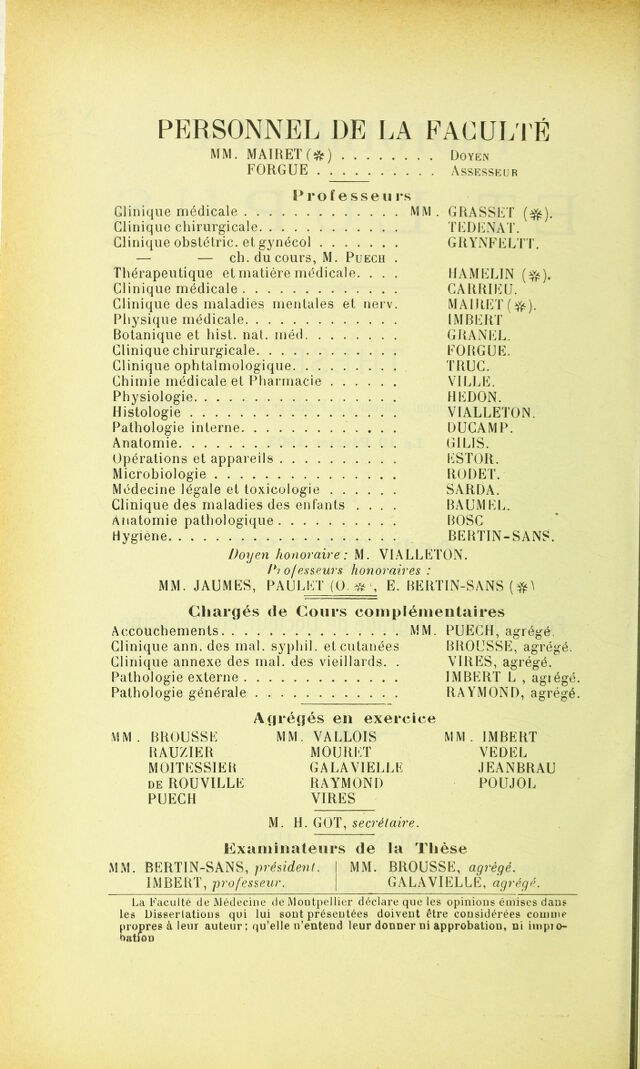 PERSONNEL DE LA FACULTÉ
MM. MAIRET (✻) . . . . . . . . DOYEN
FORGUE . . . . . . . . . . ASSESSEUR
Professeurs
Clinique médicale . . . . . . . . . . . . . MM. GRASSET (✻).
Clinique chirurgicale. . . . . . . . . . . . TEDENAT.
Clinique obstétric. et gynécol . . . . . . . GRYNFELTT.
— — ch. du cours, M. PUECH .
Thérapeutique et matière médicale. . . . HAMELIN (✻).
Clinique médicale . . . . . . . . . . . . . CARRIEU.
Clinique des maladies mentales et nerv. MAIRET (✻).
Physique médicale. . . . . . . . . . . . . IMBERT
Botanique et hist. nat. méd. . . . . . . . GRANEL.
Clinique chirurgicale. . . . . . . . . . . . FORGUE.
Clinique ophtalmologique. . . . . . . . . TRUC.
Chimie médicale et Pharmacie . . . . . . VILLE.
Physiologie. . . . . . . . . . . . . . . . HEDON.
Histologie . . . . . . . . . . . . . . . . VIALLETON.
Pathologie interne. . . . . . . . . . . . . DUCAMP.
Anatomie. . . . . . . . . . . . . . . . . GILIS.
Opérations et appareils . . . . . . . . . . ESTOR.
Microbiologie . . . . . . . . . . . . . . . RODET.
Médecine légale et toxicologie . . . . . . SARDA.
Clinique des maladies des enfants . . . . BAUMEL.
Anatomie pathologique . . . . . . . . . . BOSC
Hygiène. . . . . . . . . . . . . . . . . . BERTIN-SANS.
Doyen honoraire : M. VIALLETON.
Professeurs honoraires :
MM. JAUMES, PAULET (O. ✻), E. BERTIN-SANS (✻)
Chargés de Cours complémentaires
Accouchements. . . . . . . . . . . . . . . MM. PUECH, agrégé.
Clinique ann. des mal. syphil. et cutanées BROUSSE, agrégé.
Clinique annexe des mal. des vieillards. . VIRES, agrégé.
Pathologie externe . . . . . . . . . . . . IMBERT L , agrégé.
Pathologie générale . . . . . . . . . . . RAYMOND, agrégé.
Agrégés en exercice
MM. BROUSSE MM. VALLOIS MM. IMBERT
RAUZIER MOURET VEDEL
MOITESSIER GALAVIELLE JEANBRAU
DE ROUVILLE RAYMOND POUJOL
PUECH VIRES
M. H. GOT, secrétaire.
Examinateurs de la Thèse
MM. BERTIN-SANS, président. MM. BROUSSE, agrégé.
IMBERT, professeur. GALAVIELLE, agrégé.
La Faculté de Médecine de Montpellier déclare que les opinions émises dans
les Dissertations qui lui sont présentées doivent être considérées comme
propres à leur auteur ; qu'elle n'entend leur donner ni approbation, ni impro-
bation